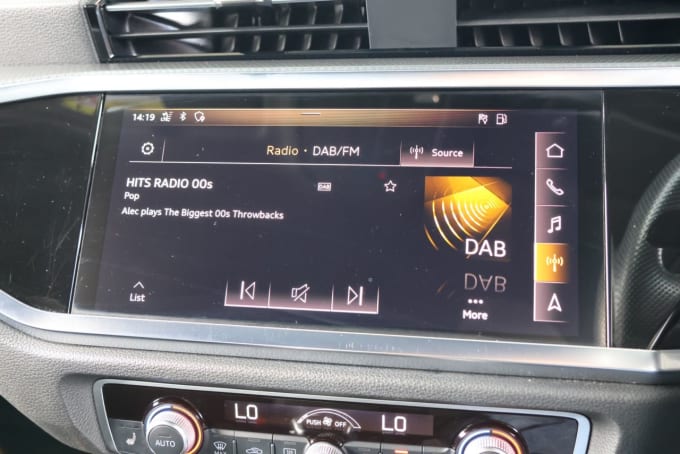 14:19
Radio · DAB/FM
Source
HITS RADIO 00s
DAB
Pop
Alec plays The Biggest 00s Throwbacks
DAB
List
More
LO
PUSH OFF
LO
AUTO
MAX